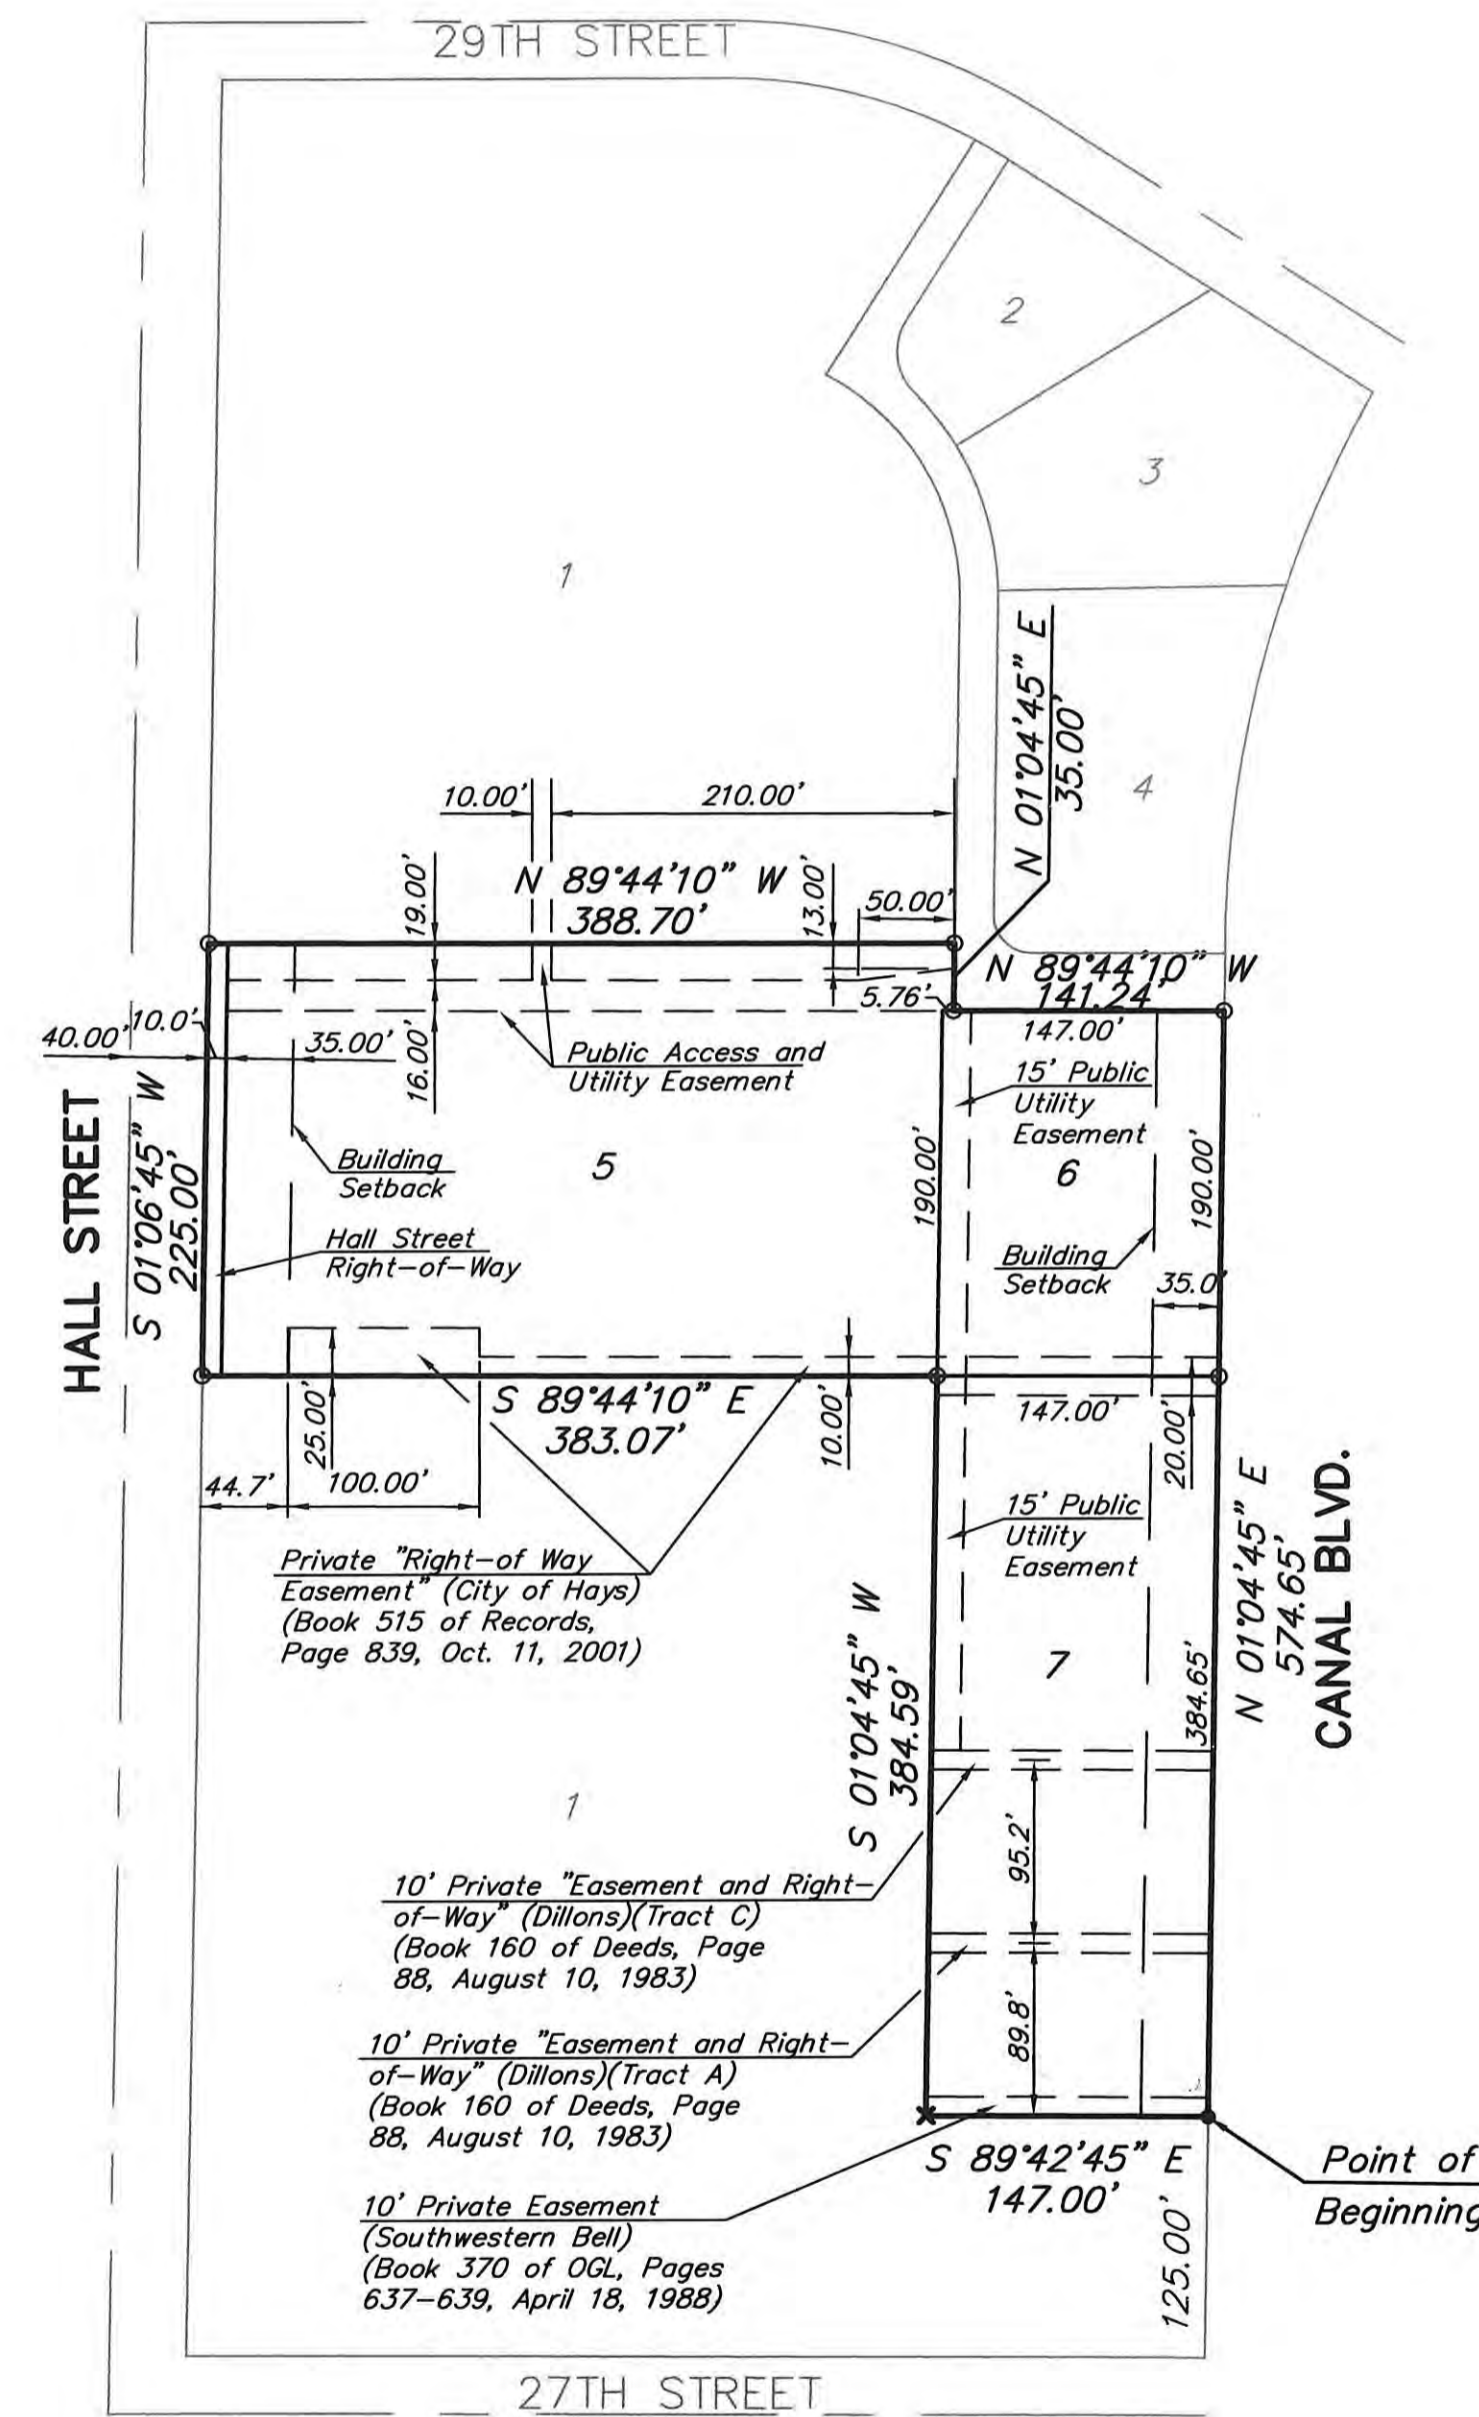 29TH STREET
2
3
1
N 01°04'45" E
35.00'
4
10.00'
210.00'
19.00'
N 89°44'10" W
388.70'
13.00'
50.00'
N 89°44'10" W
141.24'
5.76'
147.00'
40.00'
10.0'
35.00'
16.00'
Public Access and
Utility Easement
15' Public
Utility
Easement
HALL STREET
S 01°06'45" W
225.00'
Building
Setback
5
190.00'
6
190.00'
Hall Street
Right-of-Way
Building
Setback
35.0'
25.00'
S 89°44'10" E
383.07'
10.00'
147.00'
20.00'
44.7'
100.00'
15' Public
Utility
Easement
N 01°04'45" E
574.65'
CANAL BLVD.
Private "Right-of Way
Easement" (City of Hays)
(Book 515 of Records,
Page 839, Oct. 11, 2001)
S 01°04'45" W
384.59'
7
384.65'
1
95.2'
10' Private "Easement and Right-
of-Way" (Dillons)(Tract C)
(Book 160 of Deeds, Page
88, August 10, 1983)
89.8'
10' Private "Easement and Right-
of-Way" (Dillons)(Tract A)
(Book 160 of Deeds, Page
88, August 10, 1983)
S 89°42'45" E
147.00'
Point of
Beginning
10' Private Easement
(Southwestern Bell)
(Book 370 of OGL, Pages
637-639, April 18, 1988)
125.00'
27TH STREET